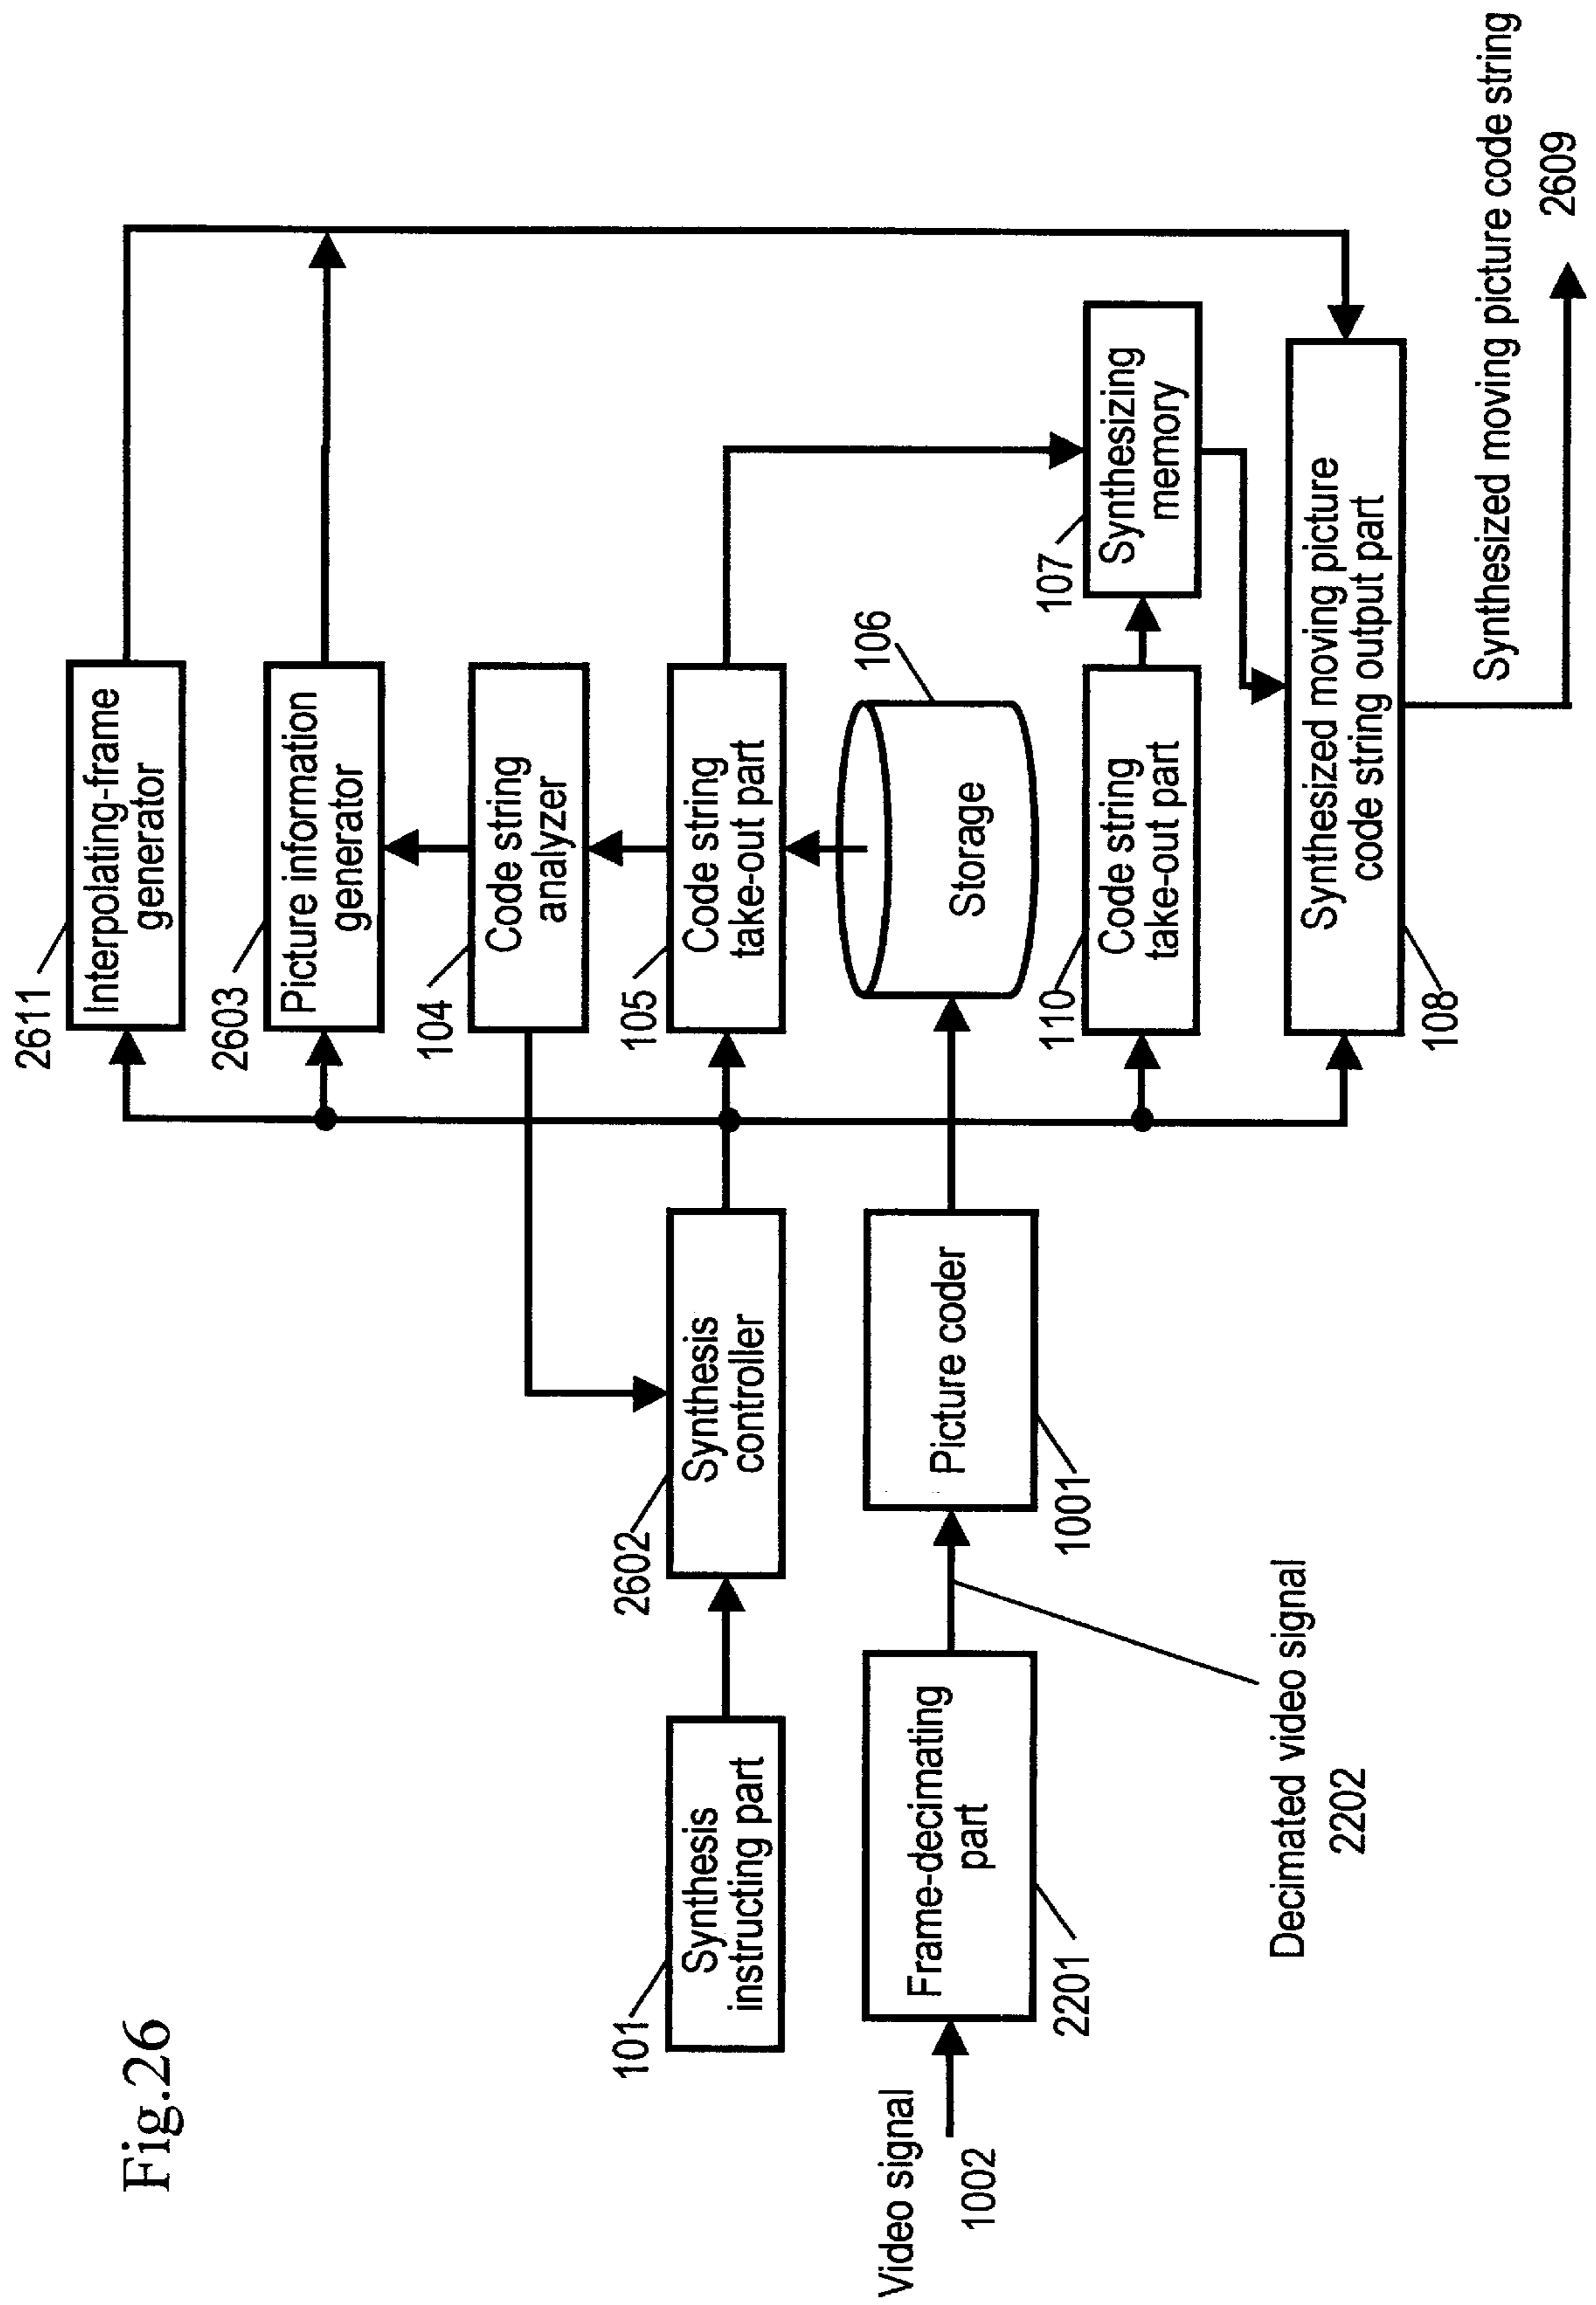 Fig.26
2611
Interpolating-frame
generator
2603
Picture information
generator
104
Code string
analyzer
101
Synthesis
instructing part
2602
Synthesis
controller
105
Code string
take-out part
106
Storage
Video signal
1002
Frame-decimating
part
2201
Decimated video signal
2202
Picture coder
1001
110
Code string
take-out part
107
Synthesizing
memory
Synthesized moving picture
code string output part
108
Synthesized moving picture code string
2609